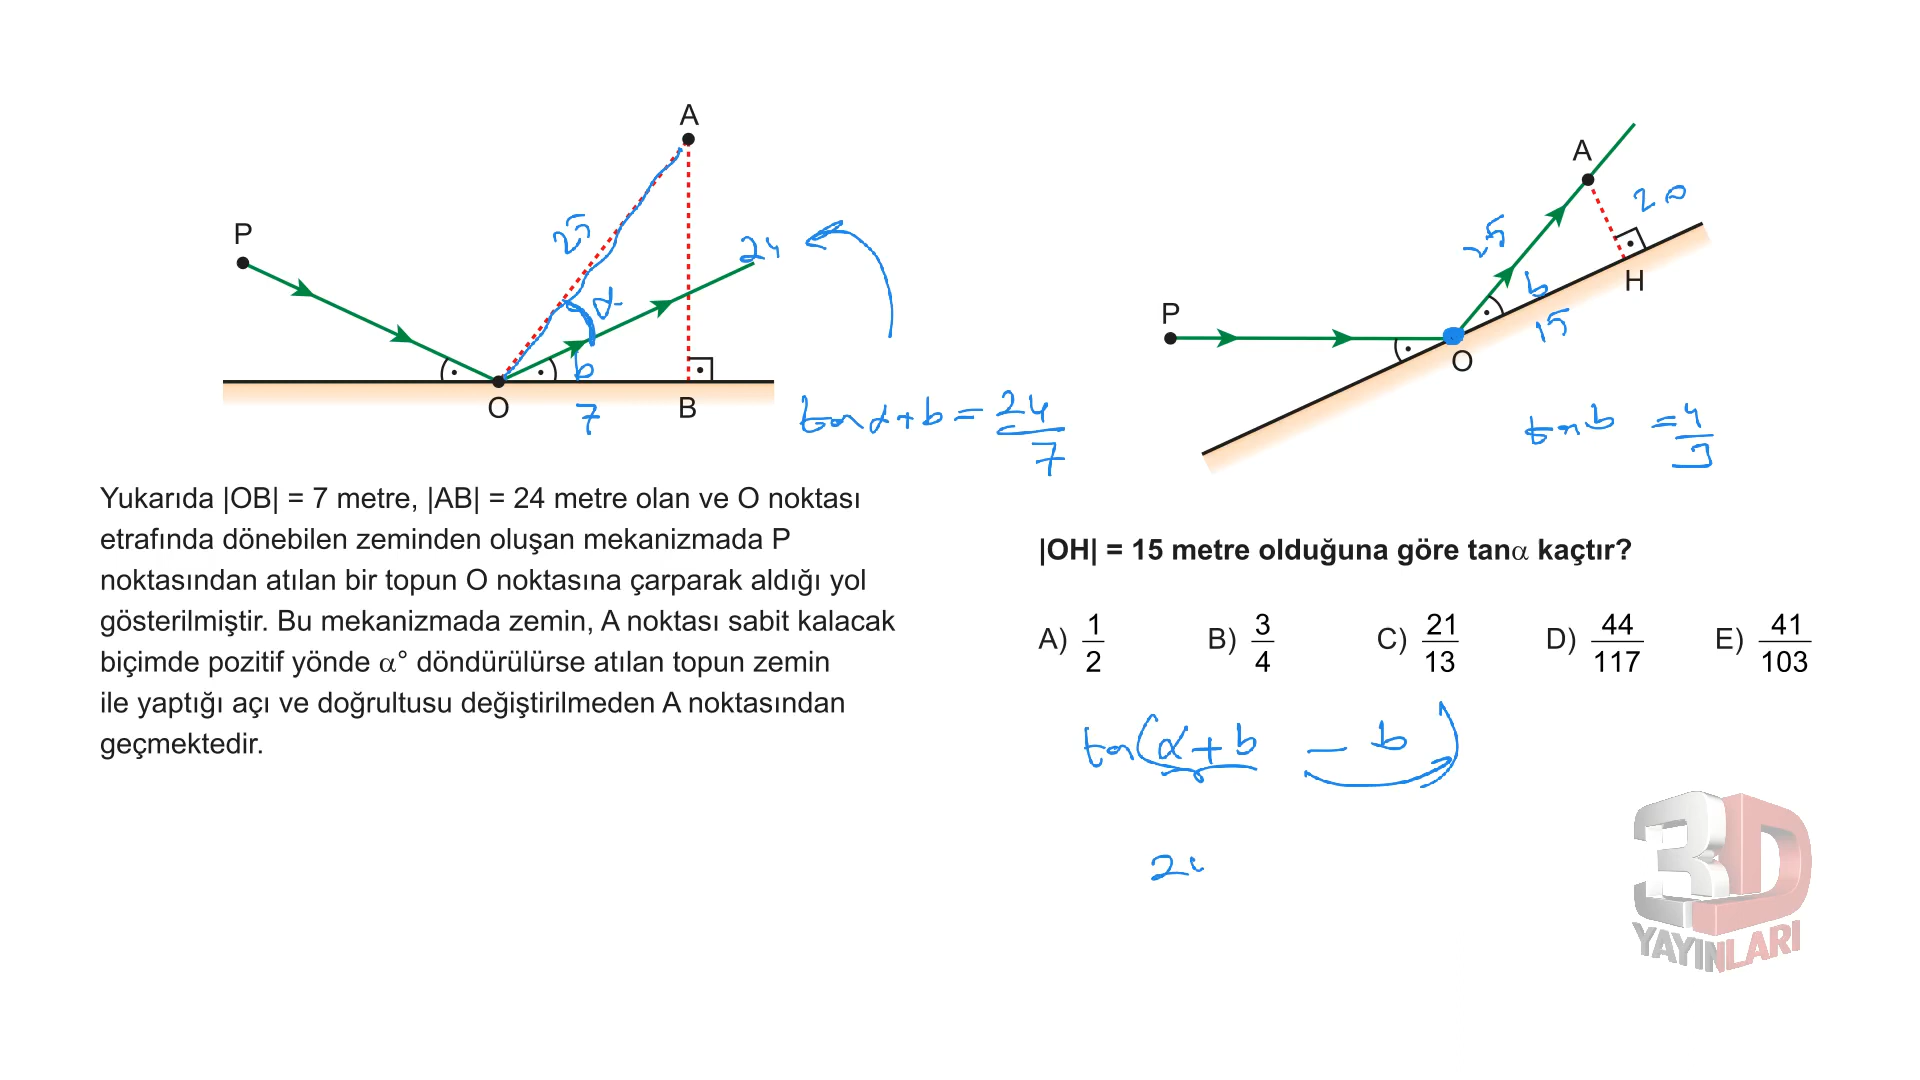 A
P
25
α
24
b
O
7
B
tan α+b = 24/7
Yukarıda |OB| = 7 metre, |AB| = 24 metre olan ve O noktası
etrafında dönebilen zeminden oluşan mekanizmada P
noktasından atılan bir topun O noktasına çarparak aldığı yol
gösterilmiştir. Bu mekanizmada zemin, A noktası sabit kalacak
biçimde pozitif yönde α° döndürülürse atılan topun zemin
ile yaptığı açı ve doğrultusu değiştirilmeden A noktasından
geçmektedir.
A
20
25
H
b
15
P
O
tan b = 4/3
|OH| = 15 metre olduğuna göre tanα kaçtır?
A) 1/2 B) 3/4 C) 21/13 D) 44/117 E) 41/103
tan(α+b − b)
3D
YAYINLARI